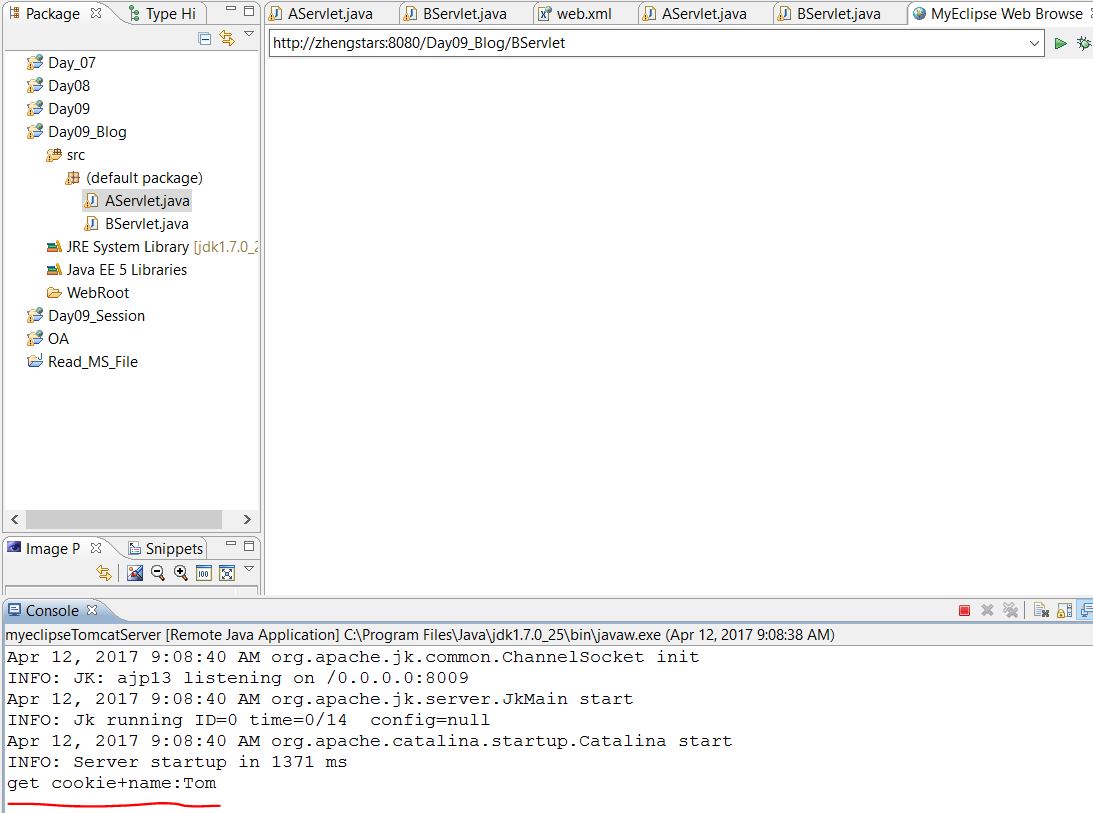 Package Type Hi
AServlet.java BServlet.java web.xml AServlet.java BServlet.java MyEclipse Web Browse
http://zhengstars:8080/Day09_Blog/BServlet
Day_07
Day08
Day09
Day09_Blog
src
(default package)
AServlet.java
BServlet.java
JRE System Library [jdk1.7.0_2
Java EE 5 Libraries
WebRoot
Day09_Session
OA
Read_MS_File
Image P Snippets
100
Console
myeclipseTomcatServer [Remote Java Application] C:\Program Files\Java\jdk1.7.0_25\bin\javaw.exe (Apr 12, 2017 9:08:38 AM)
Apr 12, 2017 9:08:40 AM org.apache.jk.common.ChannelSocket init
INFO: JK: ajp13 listening on /0.0.0.0:8009
Apr 12, 2017 9:08:40 AM org.apache.jk.server.JkMain start
INFO: Jk running ID=0 time=0/14  config=null
Apr 12, 2017 9:08:40 AM org.apache.catalina.startup.Catalina start
INFO: Server startup in 1371 ms
get cookie+name:Tom